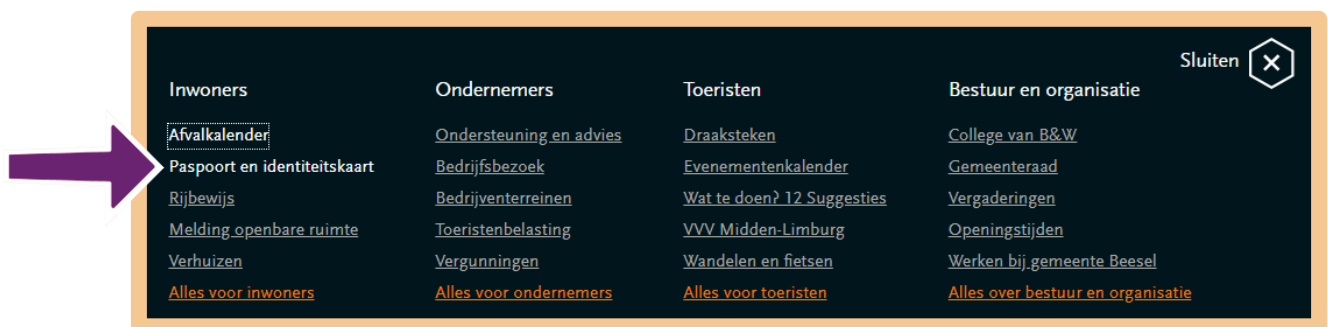 Sluiten
Inwoners
Afvalkalender
Paspoort en identiteitskaart
Rijbewijs
Melding openbare ruimte
Verhuizen
Alles voor inwoners
Ondernemers
Ondersteuning en advies
Bedrijfsbezoek
Bedrijventerreinen
Toeristenbelasting
Vergunningen
Alles voor ondernemers
Toeristen
Draaksteken
Evenementenkalender
Wat te doen? 12 Suggesties
VVV Midden-Limburg
Wandelen en fietsen
Alles voor toeristen
Bestuur en organisatie
College van B&W
Gemeenteraad
Vergaderingen
Openingstijden
Werken bij gemeente Beesel
Alles over bestuur en organisatie